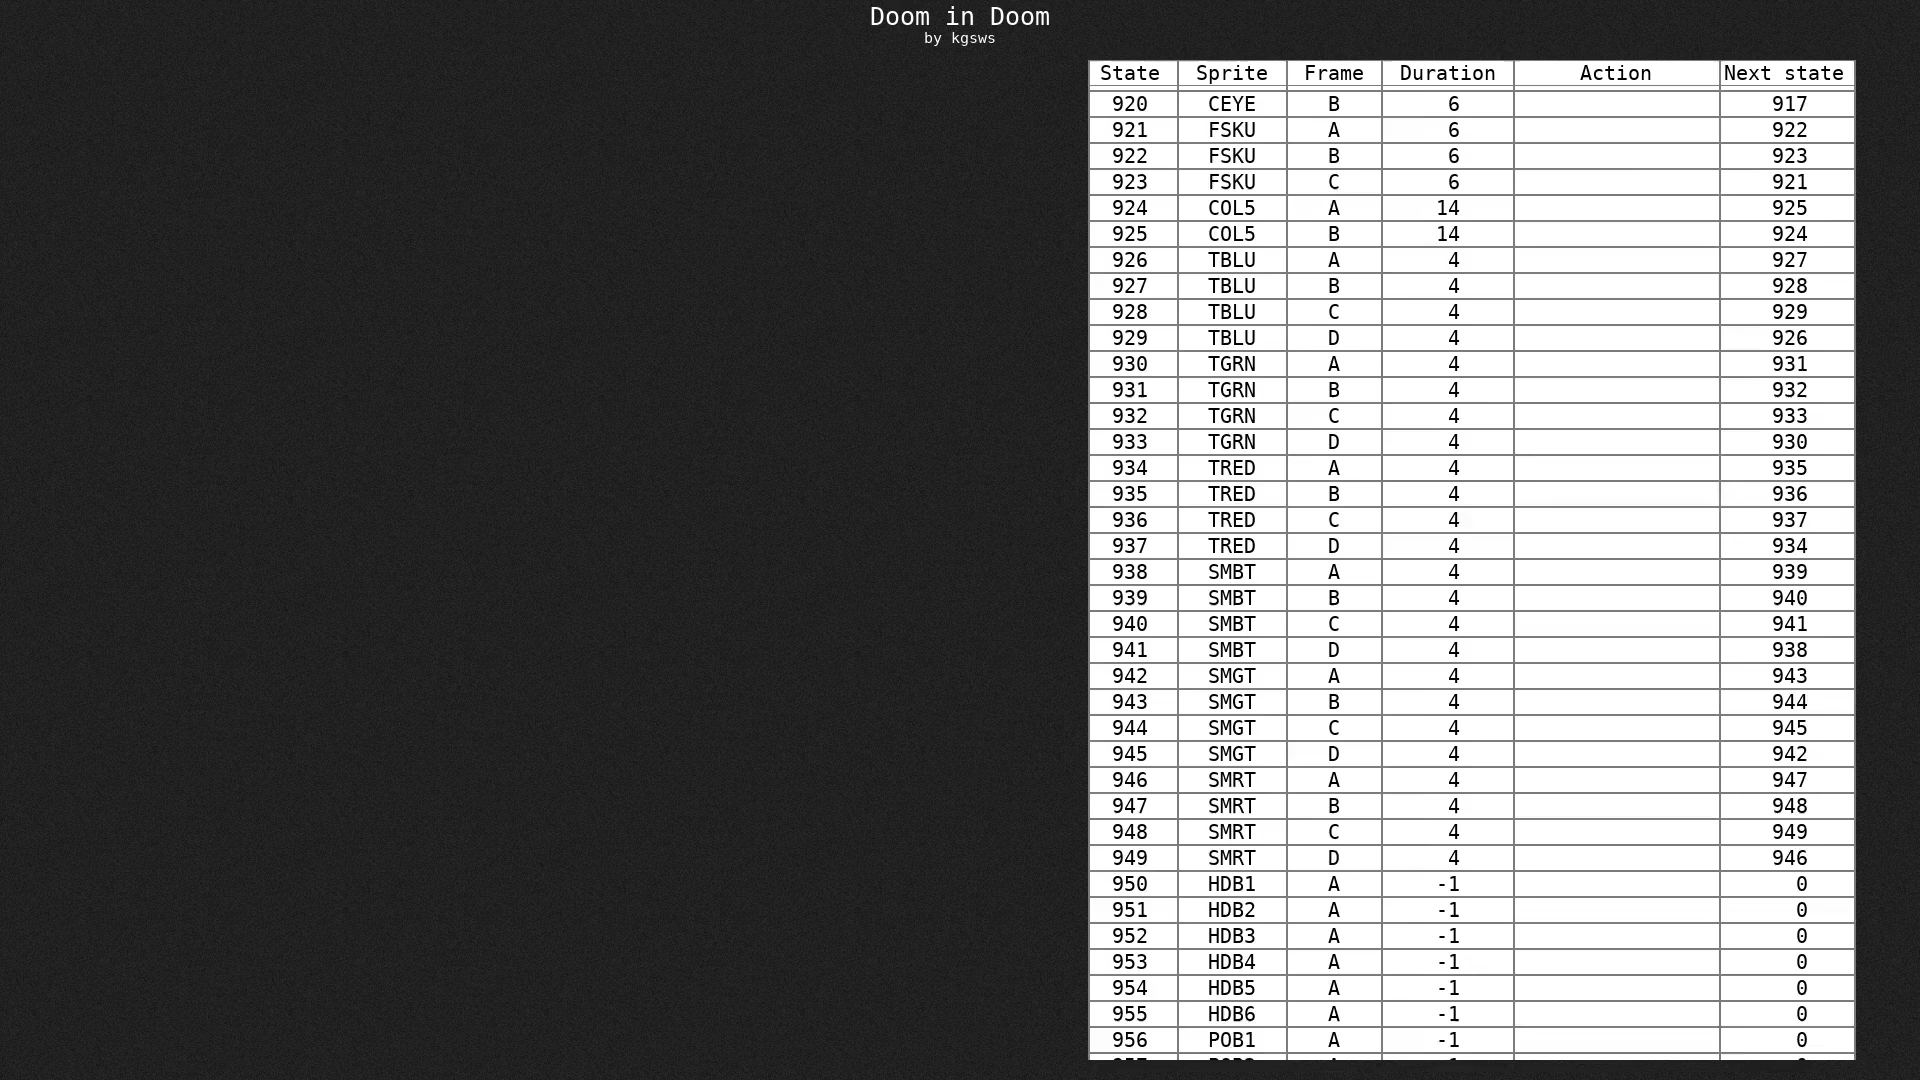 Doom in Doom
by kgsws
State Sprite Frame Duration Action Next state
920 CEYE B 6 917
921 FSKU A 6 922
922 FSKU B 6 923
923 FSKU C 6 921
924 COL5 A 14 925
925 COL5 B 14 924
926 TBLU A 4 927
927 TBLU B 4 928
928 TBLU C 4 929
929 TBLU D 4 926
930 TGRN A 4 931
931 TGRN B 4 932
932 TGRN C 4 933
933 TGRN D 4 930
934 TRED A 4 935
935 TRED B 4 936
936 TRED C 4 937
937 TRED D 4 934
938 SMBT A 4 939
939 SMBT B 4 940
940 SMBT C 4 941
941 SMBT D 4 938
942 SMGT A 4 943
943 SMGT B 4 944
944 SMGT C 4 945
945 SMGT D 4 942
946 SMRT A 4 947
947 SMRT B 4 948
948 SMRT C 4 949
949 SMRT D 4 946
950 HDB1 A -1 0
951 HDB2 A -1 0
952 HDB3 A -1 0
953 HDB4 A -1 0
954 HDB5 A -1 0
955 HDB6 A -1 0
956 POB1 A -1 0